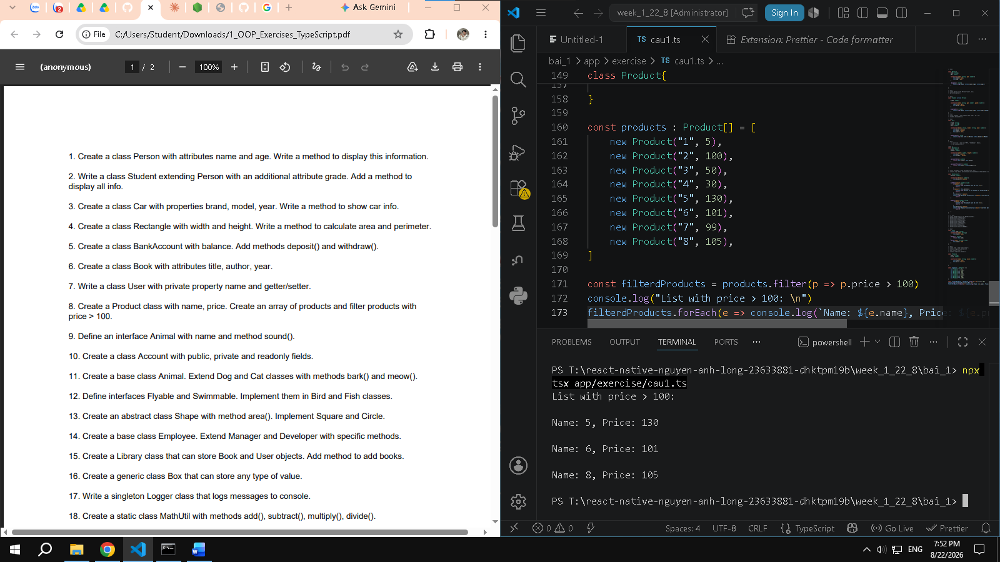 Ask Gemini
File
C:/Users/Student/Downloads/1_OOP_Exercises_TypeScript.pdf
(anonymous)
1 / 2
100%
1. Create a class Person with attributes name and age. Write a method to display this information.
2. Write a class Student extending Person with an additional attribute grade. Add a method to
display all info.
3. Create a class Car with properties brand, model, year. Write a method to show car info.
4. Create a class Rectangle with width and height. Write a method to calculate area and perimeter.
5. Create a class BankAccount with balance. Add methods deposit() and withdraw().
6. Create a class Book with attributes title, author, year.
7. Write a class User with private property name and getter/setter.
8. Create a Product class with name, price. Create an array of products and filter products with
price > 100.
9. Define an interface Animal with name and method sound().
10. Create a class Account with public, private and readonly fields.
11. Create a base class Animal. Extend Dog and Cat classes with methods bark() and meow().
12. Define interfaces Flyable and Swimmable. Implement them in Bird and Fish classes.
13. Create an abstract class Shape with method area(). Implement Square and Circle.
14. Create a base class Employee. Extend Manager and Developer with specific methods.
15. Create a Library class that can store Book and User objects. Add method to add books.
16. Create a generic class Box that can store any type of value.
17. Write a singleton Logger class that logs messages to console.
18. Create a static class MathUtil with methods add(), subtract(), multiply(), divide().
week_1_22_8 [Administrator]
Sign In
Untitled-1
TS cau1.ts
Extension: Prettier - Code formatter
bai_1 > app > exercise > TS cau1.ts > ...
149 class Product{
157
158 }
159
160 const products : Product[] = [
161 new Product("1", 5),
162 new Product("2", 100),
163 new Product("3", 50),
164 new Product("4", 30),
165 new Product("5", 130),
166 new Product("6", 101),
167 new Product("7", 99),
168 new Product("8", 105),
169 ]
170
171 const filterdProducts = products.filter(p => p.price > 100)
172 console.log("List with price > 100: \n")
173 filterdProducts.forEach(e => console.log(`Name: ${e.name}, Price: ${e.p
PROBLEMS OUTPUT TERMINAL PORTS ...
powershell
PS T:\react-native-nguyen-anh-long-23633881-dhktpm19b\week_1_22_8\bai_1> npx
tsx app/exercise/cau1.ts
List with price > 100:
Name: 5, Price: 130
Name: 6, Price: 101
Name: 8, Price: 105
PS T:\react-native-nguyen-anh-long-23633881-dhktpm19b\week_1_22_8\bai_1>
0 0
Spaces: 4 UTF-8 CRLF TypeScript Go Live Prettier
ENG
7:52 PM
8/22/2026